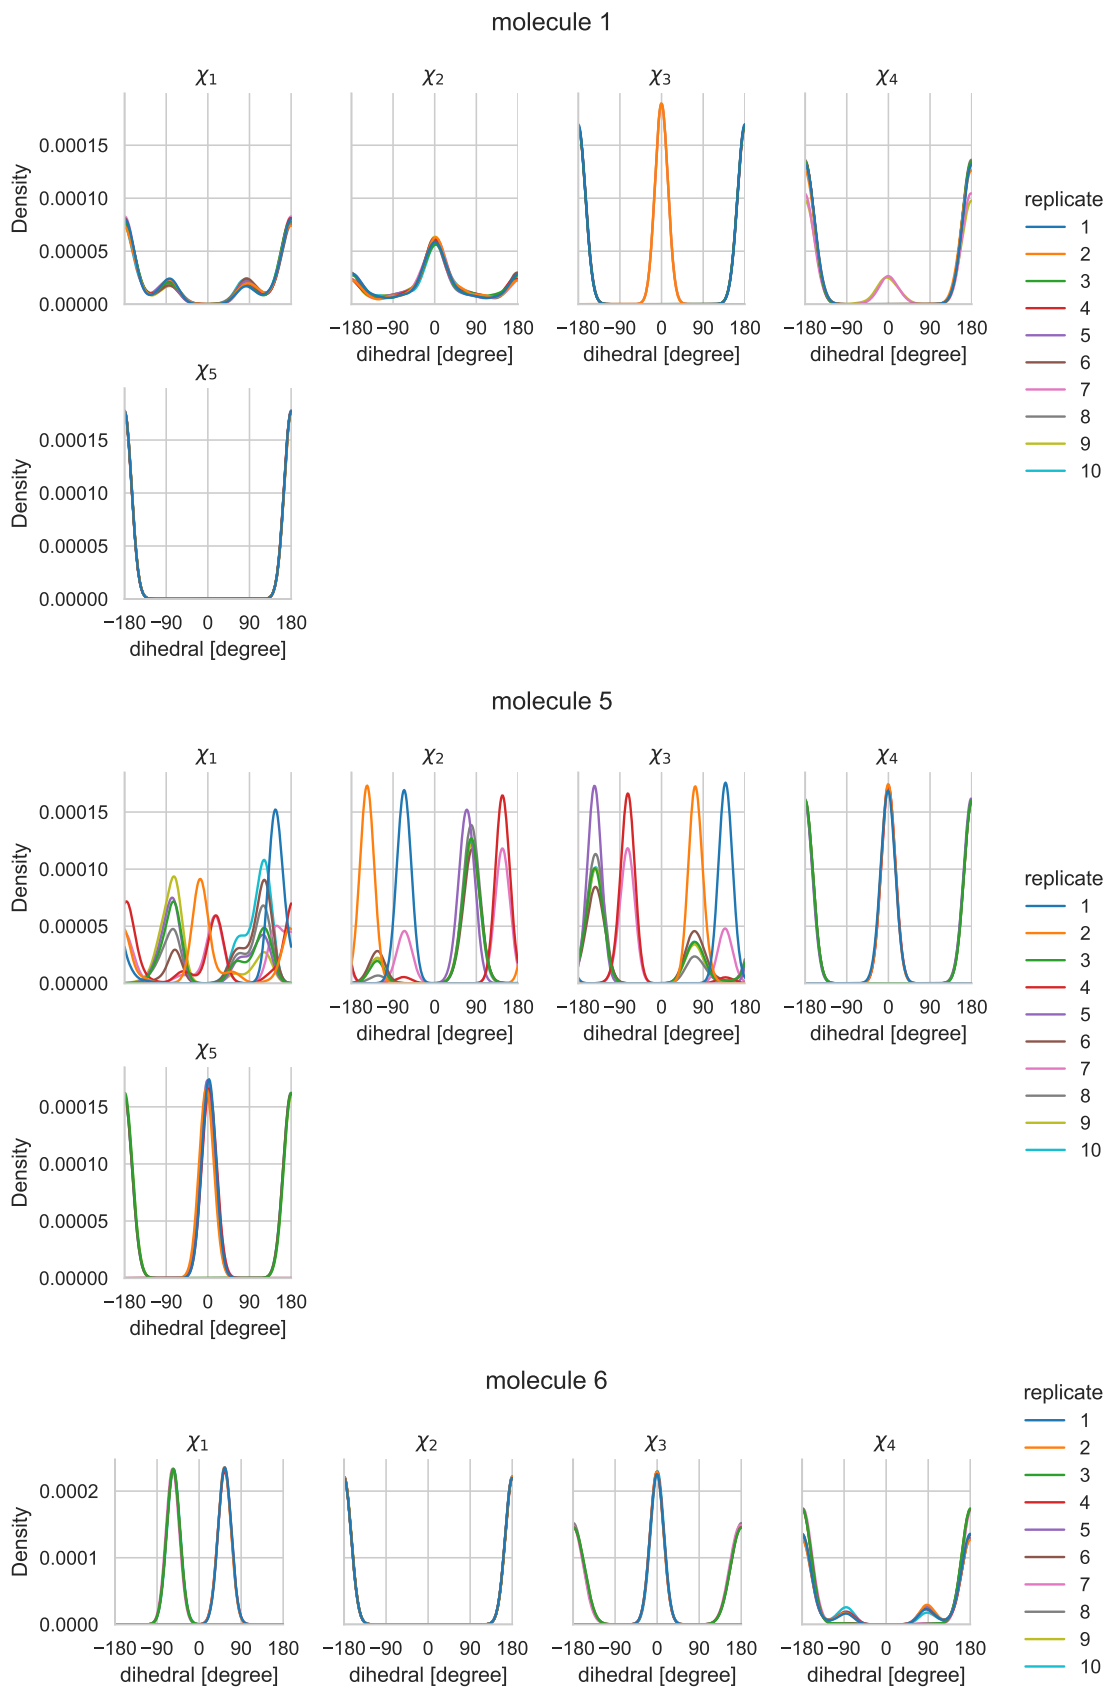 molecule 1
χ1 χ2 χ3 χ4
Density
0.00015
0.00010
0.00005
0.00000
−180 −90 0 90 180 −180 −90 0 90 180 −180 −90 0 90 180
dihedral [degree] dihedral [degree] dihedral [degree]
replicate
1
2
3
4
5
6
7
8
9
10
χ5
Density
0.00015
0.00010
0.00005
0.00000
−180 −90 0 90 180
dihedral [degree]
molecule 5
χ1 χ2 χ3 χ4
Density
0.00015
0.00010
0.00005
0.00000
−180 −90 0 90 180 −180 −90 0 90 180 −180 −90 0 90 180
dihedral [degree] dihedral [degree] dihedral [degree]
replicate
1
2
3
4
5
6
7
8
9
10
χ5
Density
0.00015
0.00010
0.00005
0.00000
−180 −90 0 90 180
dihedral [degree]
molecule 6
χ1 χ2 χ3 χ4
Density
0.0002
0.0001
0.0000
−180 −90 0 90 180 −180 −90 0 90 180 −180 −90 0 90 180 −180 −90 0 90 180
dihedral [degree] dihedral [degree] dihedral [degree] dihedral [degree]
replicate
1
2
3
4
5
6
7
8
9
10